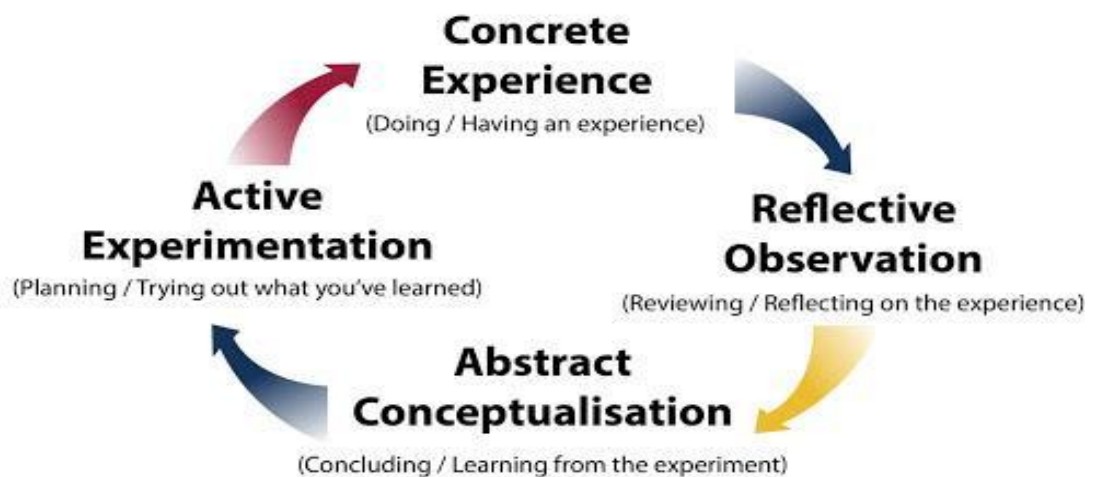 Concrete
Experience
(Doing / Having an experience)
Active
Experimentation
(Planning / Trying out what you've learned)
Reflective
Observation
(Reviewing / Reflecting on the experience)
Abstract
Conceptualisation
(Concluding / Learning from the experiment)